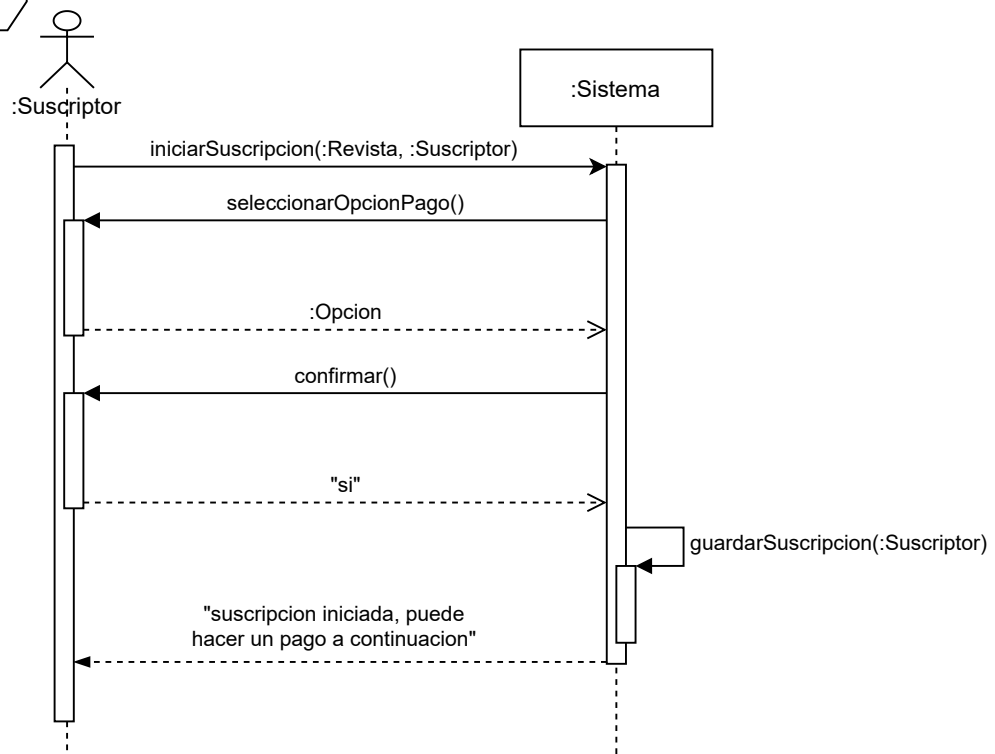 :Suscriptor
:Sistema
iniciarSuscripcion(:Revista, :Suscriptor)
seleccionarOpcionPago()
:Opcion
confirmar()
"si"
guardarSuscripcion(:Suscriptor)
"suscripcion iniciada, puede
hacer un pago a continuacion"